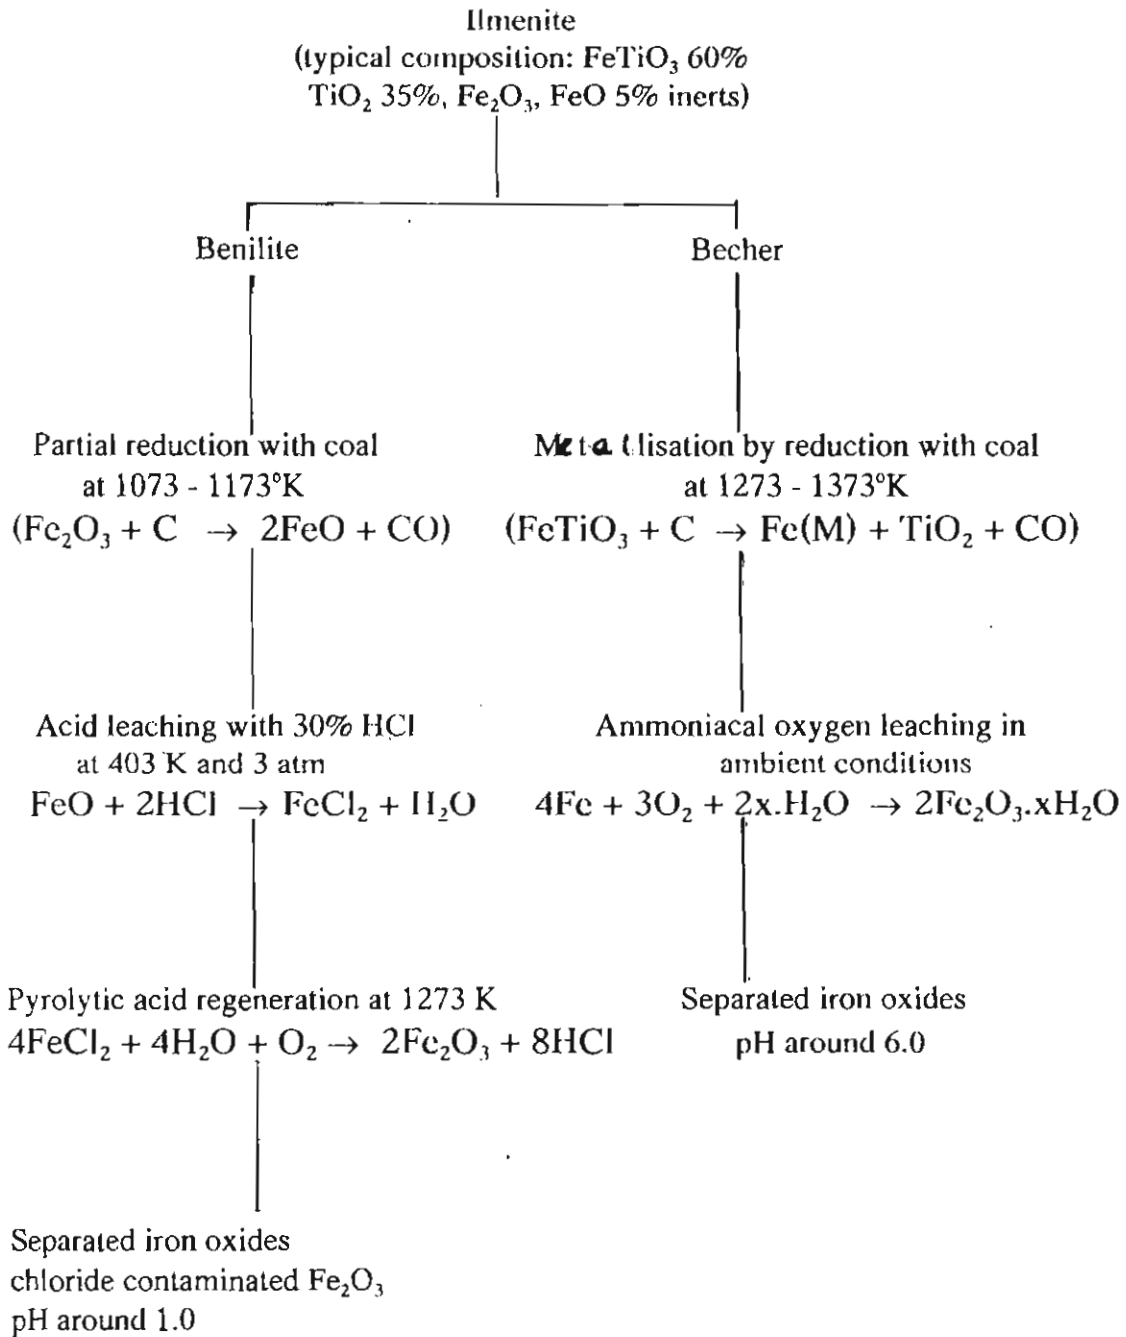 Ilmenite
(typical composition: FeTiO₃ 60%
TiO₂ 35%, Fe₂O₃, FeO 5% inerts)
Benilite
Becher
Partial reduction with coal
at 1073 - 1173°K
(Fe₂O₃ + C → 2FeO + CO)
Metallisation by reduction with coal
at 1273 - 1373°K
(FeTiO₃ + C → Fe(M) + TiO₂ + CO)
Acid leaching with 30% HCl
at 403 K and 3 atm
FeO + 2HCl → FeCl₂ + H₂O
Ammoniacal oxygen leaching in
ambient conditions
4Fe + 3O₂ + 2x.H₂O → 2Fe₂O₃.xH₂O
Pyrolytic acid regeneration at 1273 K
4FeCl₂ + 4H₂O + O₂ → 2Fe₂O₃ + 8HCl
Separated iron oxides
pH around 6.0
Separated iron oxides
chloride contaminated Fe₂O₃
pH around 1.0